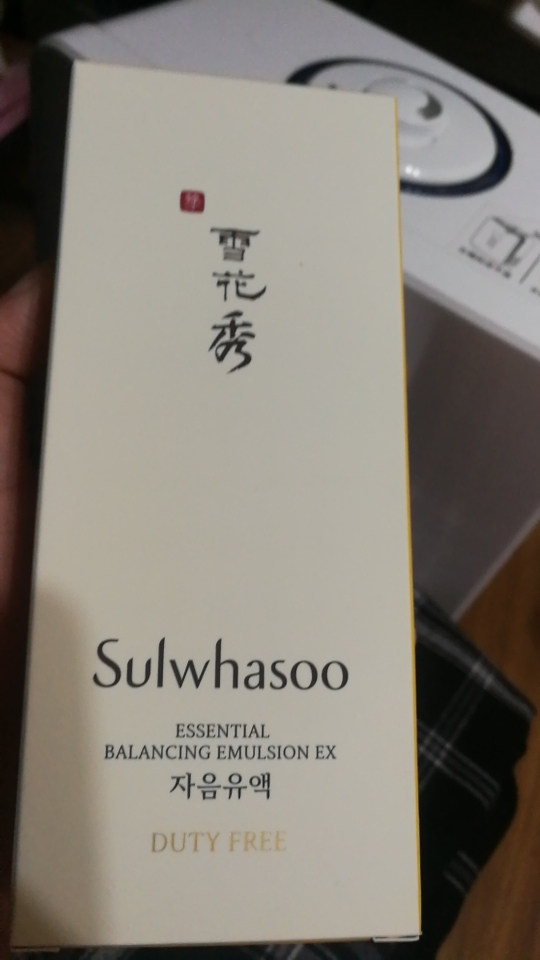 雪花秀
Sulwhasoo
ESSENTIAL
BALANCING EMULSION EX
자음유액
DUTY FREE